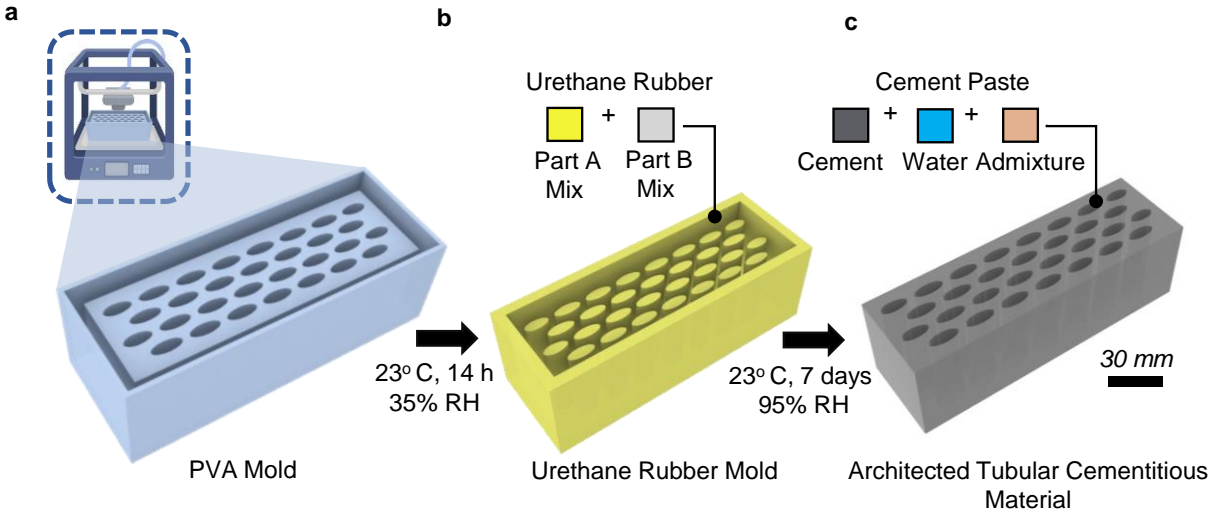 a
b
c
Urethane Rubber
+
Part A
Mix
Part B
Mix
Cement Paste
+
+
Cement
Water
Admixture
23° C, 14 h
35% RH
23° C, 7 days
95% RH
30 mm
PVA Mold
Urethane Rubber Mold
Architected Tubular Cementitious
Material